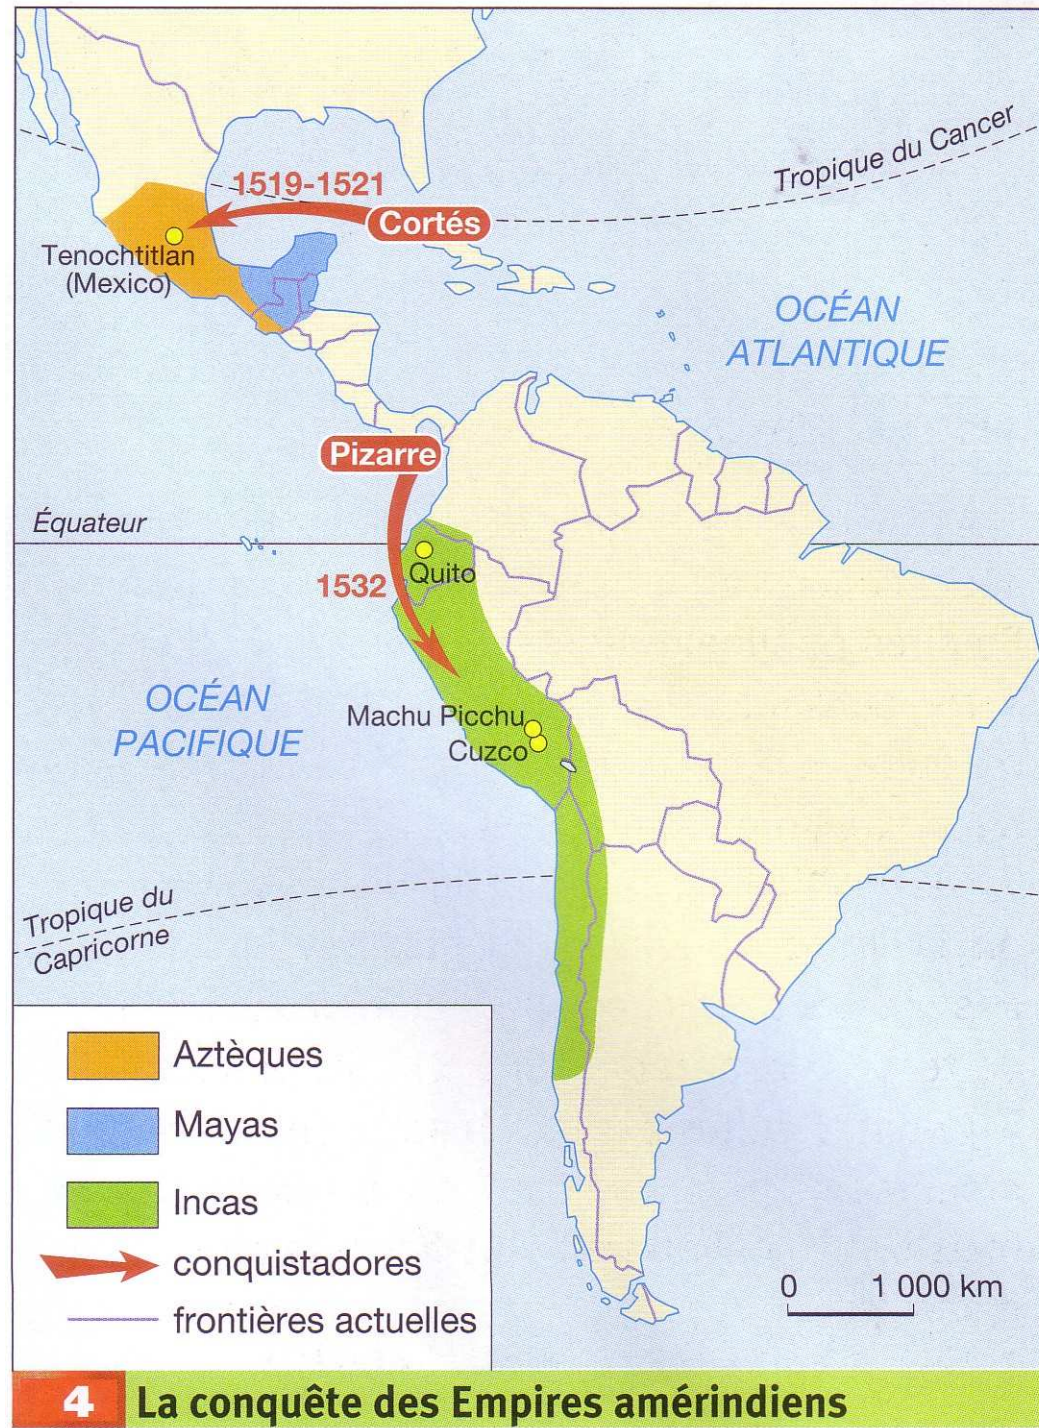 Tropique du Cancer
1519-1521
Cortés
Tenochtitlan
(Mexico)
OCÉAN
ATLANTIQUE
Pizarre
Équateur
Quito
1532
OCÉAN
PACIFIQUE
Machu Picchu
Cuzco
Tropique du
Capricorne
Aztèques
Mayas
Incas
conquistadores
frontières actuelles
0 1 000 km
4 La conquête des Empires amérindiens